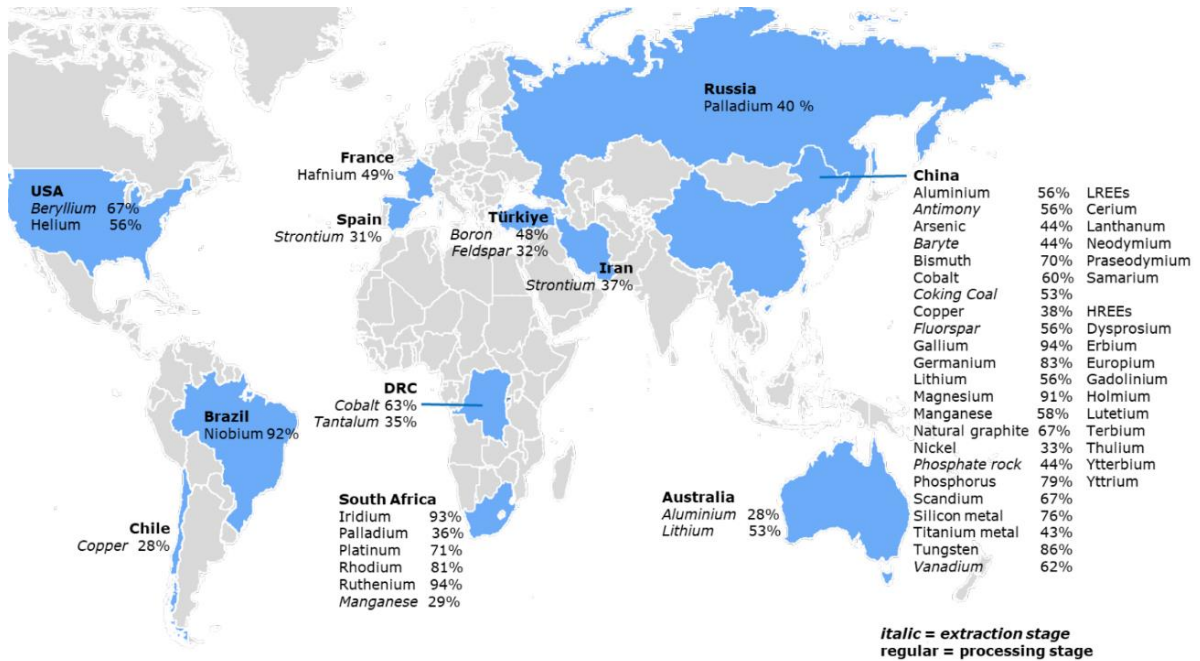 Russia
Palladium 40 %
France
Hafnium 49%
USA
Beryllium 67%
Helium 56%
Spain
Strontium 31%
Türkiye
Boron 48%
Feldspar 32%
Iran
Strontium 37%
China
Aluminium 56% LREEs
Antimony 56% Cerium
Arsenic 44% Lanthanum
Baryte 44% Neodymium
Bismuth 70% Praseodymium
Cobalt 60% Samarium
Coking Coal 53%
Copper 38% HREEs
Fluorspar 56% Dysprosium
Gallium 94% Erbium
Germanium 83% Europium
Lithium 56% Gadolinium
Magnesium 91% Holmium
Manganese 58% Lutetium
Natural graphite 67% Terbium
Nickel 33% Thulium
Phosphate rock 44% Ytterbium
Phosphorus 79% Yttrium
Scandium 67%
Silicon metal 76%
Titanium metal 43%
Tungsten 86%
Vanadium 62%
DRC
Cobalt 63%
Tantalum 35%
Brazil
Niobium 92%
Chile
Copper 28%
South Africa
Iridium 93%
Palladium 36%
Platinum 71%
Rhodium 81%
Ruthenium 94%
Manganese 29%
Australia
Aluminium 28%
Lithium 53%
italic = extraction stage
regular = processing stage